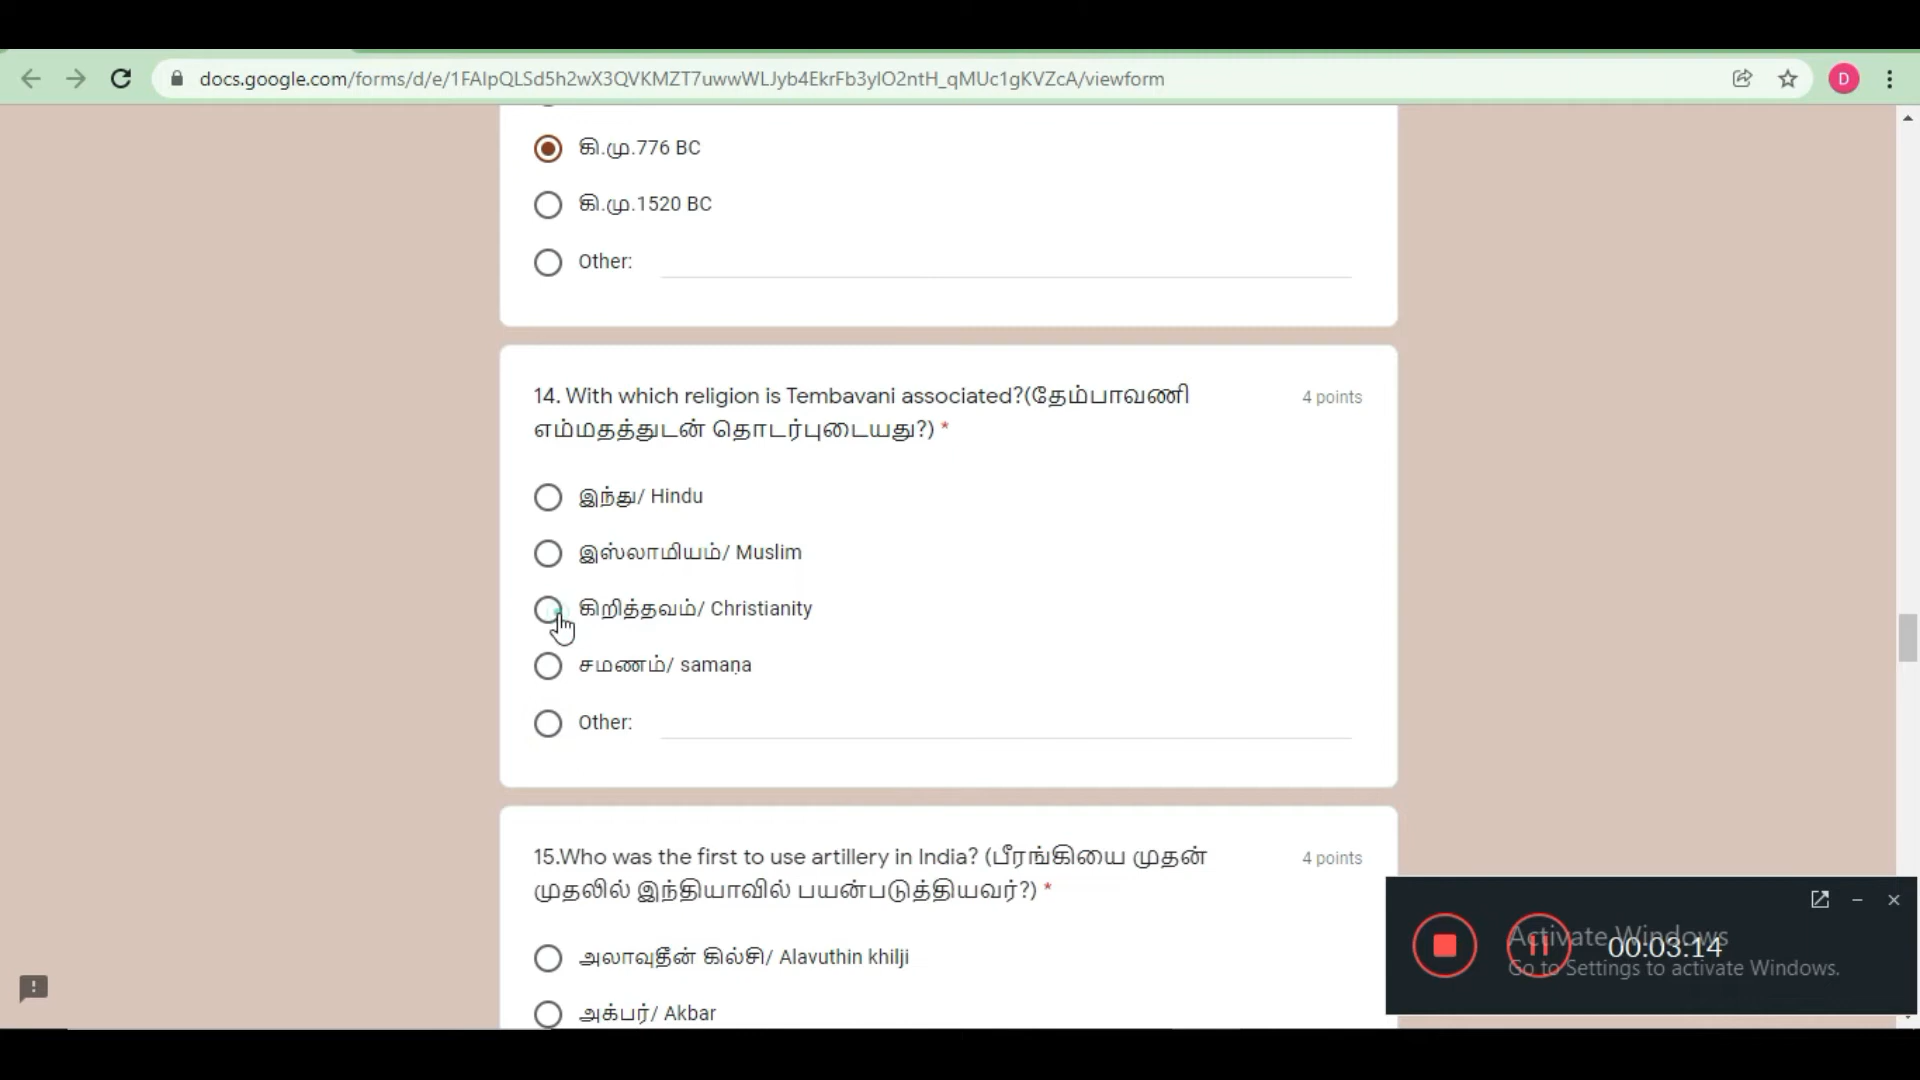 docs.google.com/forms/d/e/1FAIpQLSd5h2wX3QVKMZT7uwwWLJyb4EkrFb3yIO2ntH_qMUc1gKVZcA/viewform
D
கி.மு.776 BC
கி.மு.1520 BC
Other:
14. With which religion is Tembavani associated?(தேம்பாவணி
எம்மதத்துடன் தொடர்புடையது?) *
4 points
இந்து/ Hindu
இஸ்லாமியம்/ Muslim
கிறித்தவம்/ Christianity
சமணம்/ samaṇa
Other:
15.Who was the first to use artillery in India? (பீரங்கியை முதன்
முதலில் இந்தியாவில் பயன்படுத்தியவர்?) *
4 points
அலாவுதீன் கில்சி/ Alavuthin khilji
அக்பர்/ Akbar
Activate Windows
00:03:14
Go to Settings to activate Windows.